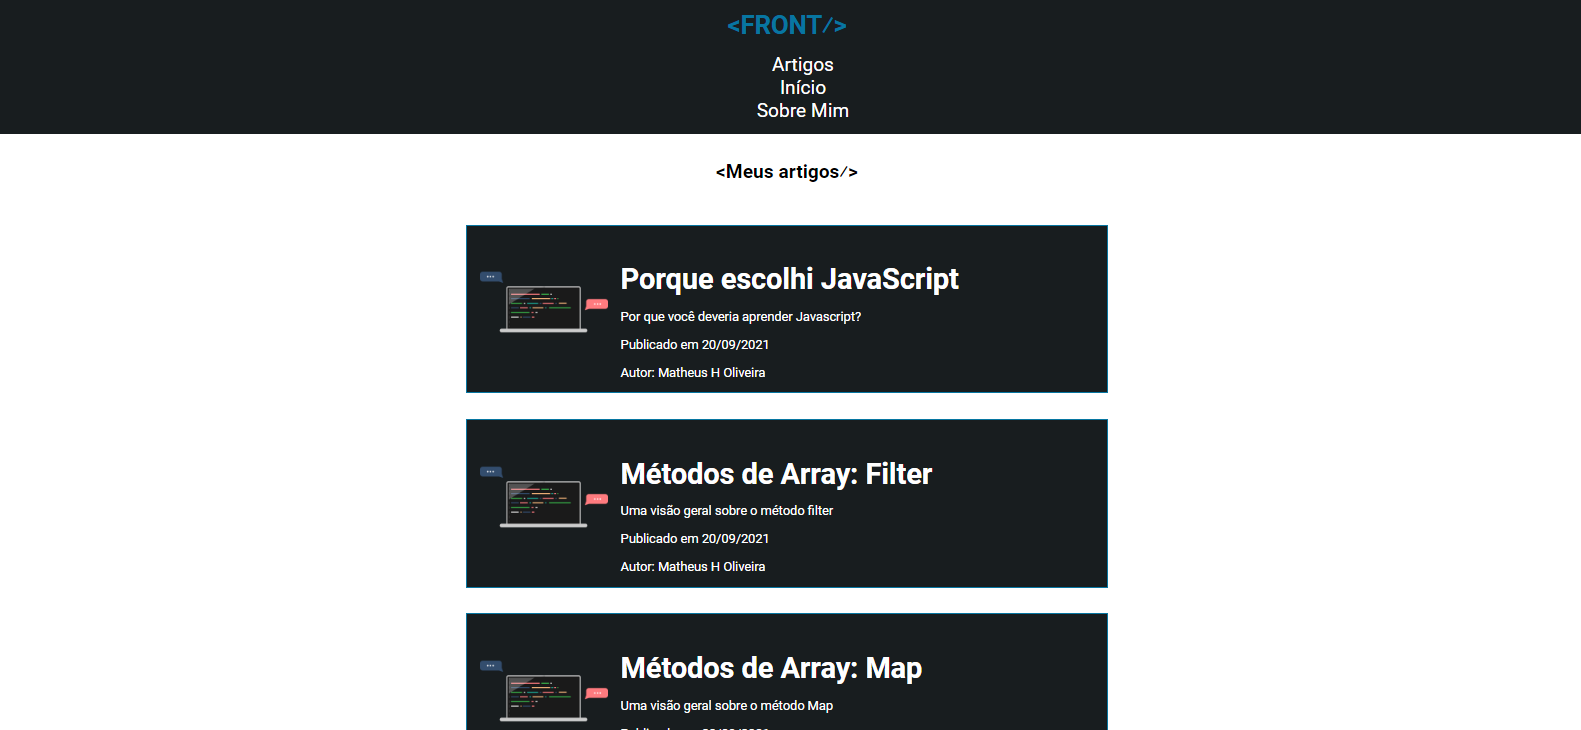 <FRONT/>
Artigos
Início
Sobre Mim
<Meus artigos/>
Porque escolhi JavaScript
Por que você deveria aprender Javascript?
Publicado em 20/09/2021
Autor: Matheus H Oliveira
Métodos de Array: Filter
Uma visão geral sobre o método filter
Publicado em 20/09/2021
Autor: Matheus H Oliveira
Métodos de Array: Map
Uma visão geral sobre o método Map